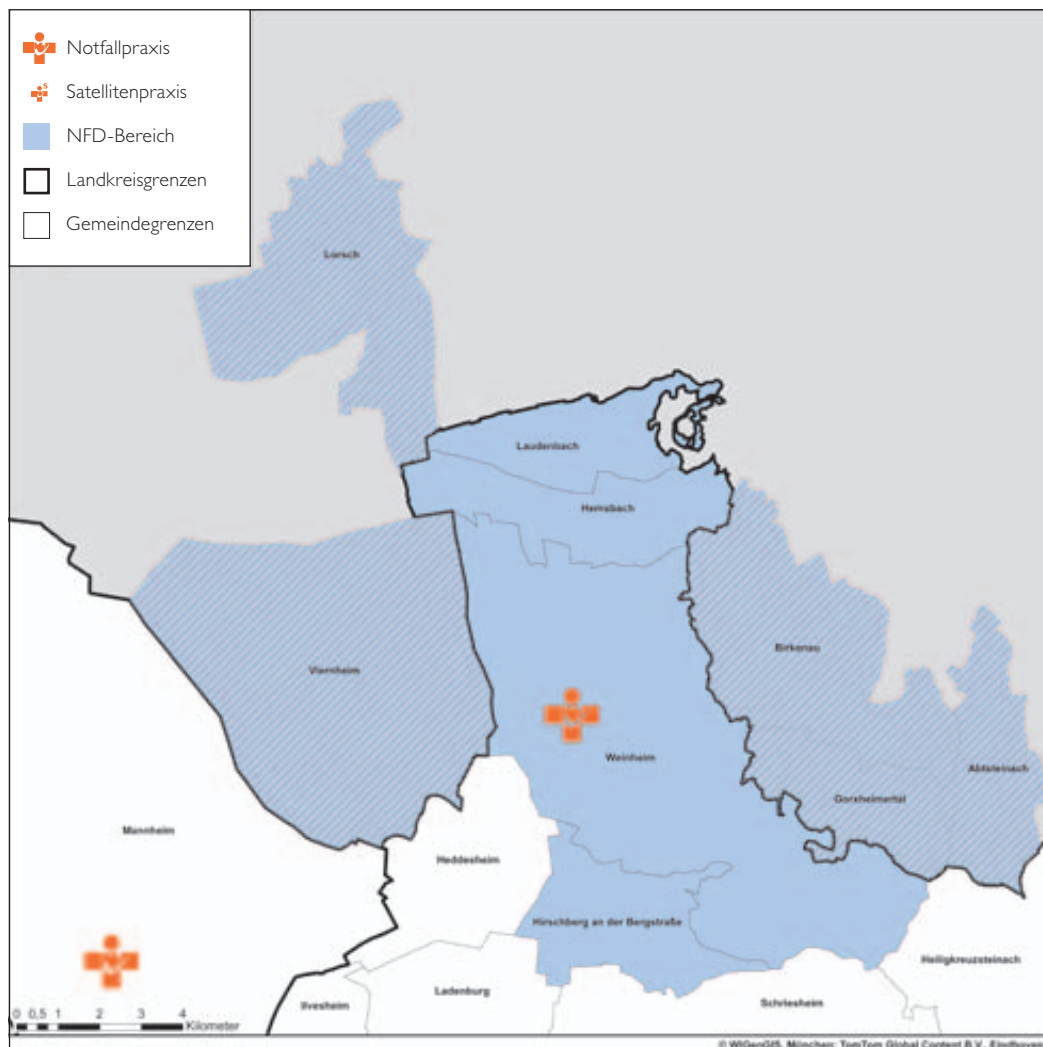 Notfallpraxis
S
Satellitenpraxis
NFD-Bereich
Landkreisgrenzen
Gemeindegrenzen
Lorsch
Laudenbach
Hemsbach
Viernheim
Birkenau
Weinheim
Abtsteinach
Gorxheimertal
Mannheim
Heddesheim
Hirschberg an der Bergstraße
Heiligkreuzsteinach
Ladenburg
Ilvesheim
Schriesheim
0 0,5 1 2 3 4
Kilometer
© WIGeoGIS, München; TomTom Global Content B.V., Eindhoven